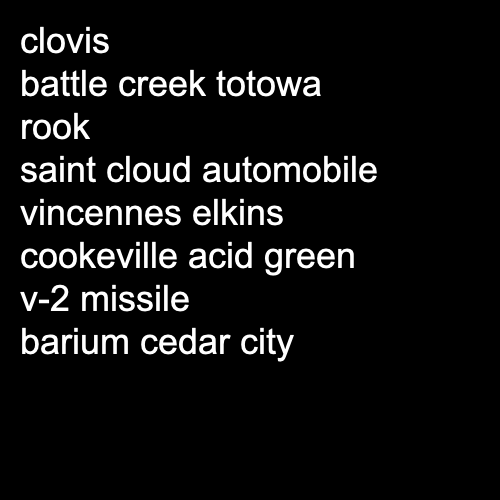 clovis
battle creek totowa
rook
saint cloud automobile
vincennes elkins
cookeville acid green
v-2 missile
barium cedar city